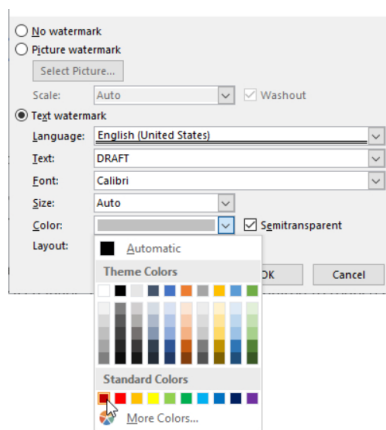 No watermark
Picture watermark
Select Picture...
Scale: Auto Washout
Text watermark
Language: English (United States)
Text: DRAFT
Font: Calibri
Size: Auto
Color: Semitransparent
Layout:
Automatic
Theme Colors
Cancel
Standard Colors
More Colors...